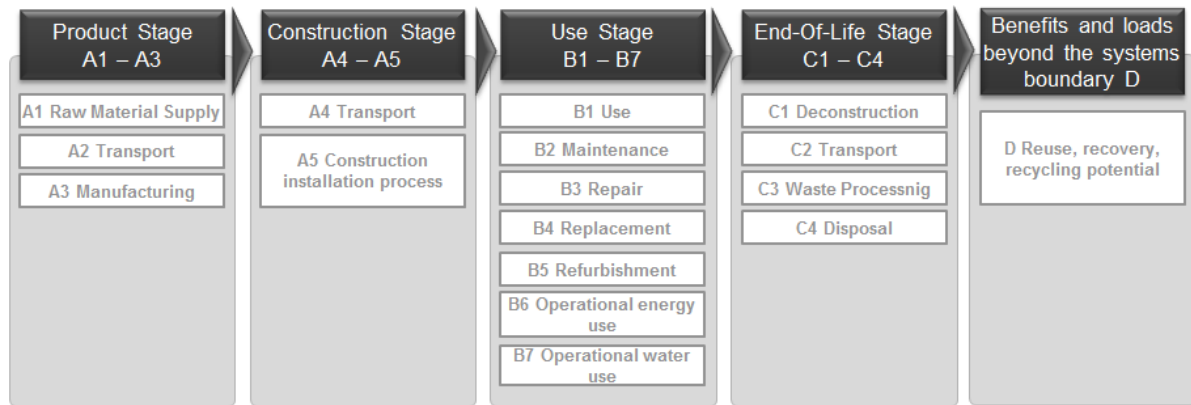 Product Stage
A1 – A3
Construction Stage
A4 – A5
Use Stage
B1 – B7
End-Of-Life Stage
C1 – C4
Benefits and loads
beyond the systems
boundary D
A1 Raw Material Supply
A2 Transport
A3 Manufacturing
A4 Transport
A5 Construction
installation process
B1 Use
B2 Maintenance
B3 Repair
B4 Replacement
B5 Refurbishment
B6 Operational energy
use
B7 Operational water
use
C1 Deconstruction
C2 Transport
C3 Waste Processnig
C4 Disposal
D Reuse, recovery,
recycling potential